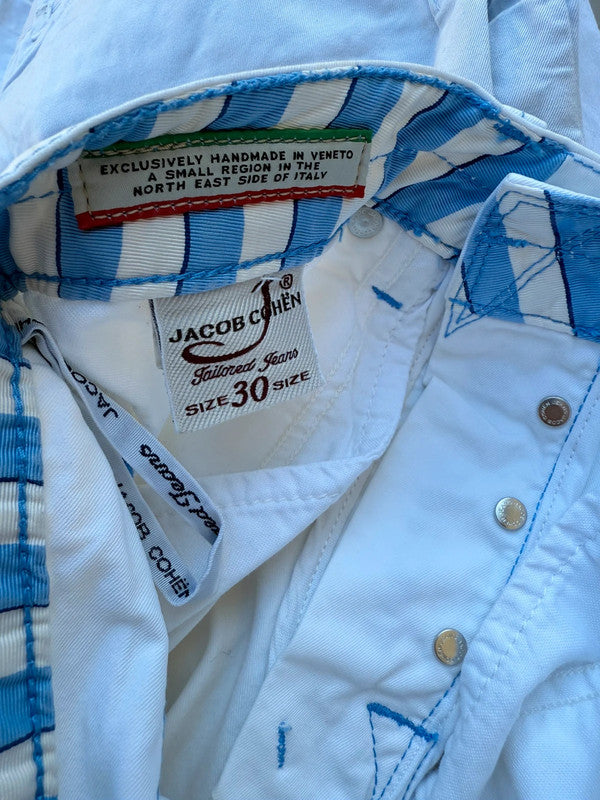 EXCLUSIVELY HANDMADE IN VENETO
A SMALL REGION IN THE
NORTH EAST SIDE OF ITALY
J®
JACOB COHËN
Tailored Jeans
SIZE 30 SIZE
JACOB
JACOB COHËN
Jeans